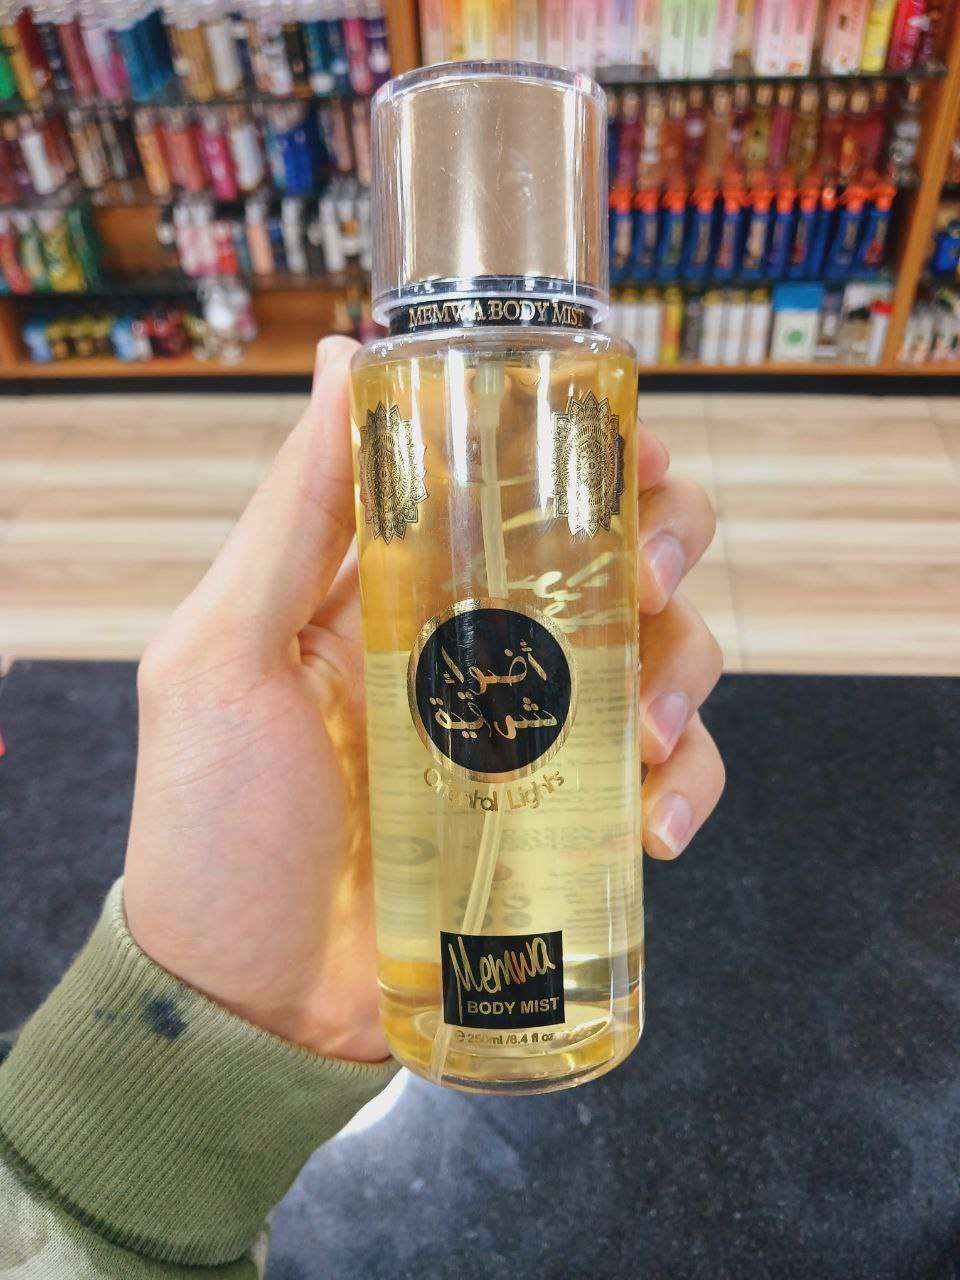 MEMWA BODY MIST
أضواء
شرقية
Oriental Lights
Memwa
BODY MIST
℮ 250ml /8.4 fl oz